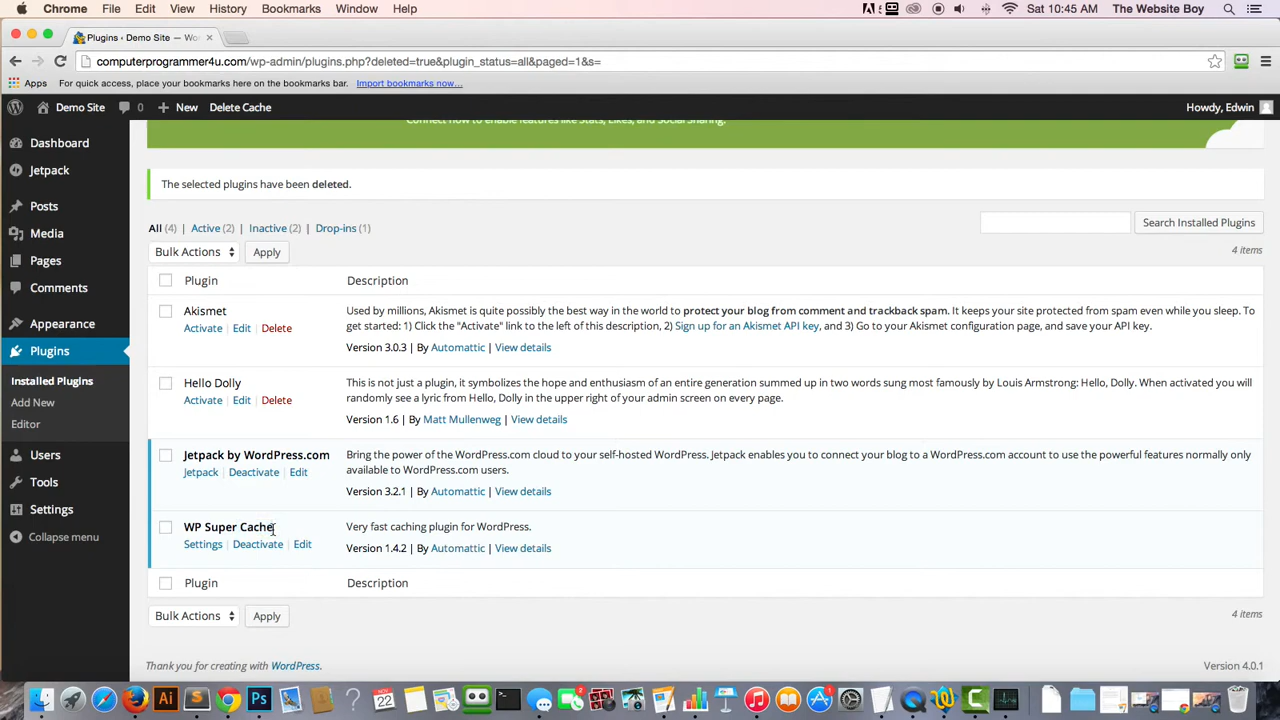 Chrome File Edit View History Bookmarks Window Help
Sat 10:45 AM The Website Boy
Plugins ‹ Demo Site — Wo
computerprogrammer4u.com/wp-admin/plugins.php?deleted=true&plugin_status=all&paged=1&s=
Apps For quick access, place your bookmarks here on the bookmarks bar. Import bookmarks now...
Demo Site 0 New Delete Cache Howdy, Edwin
Connect now to enable features like Stats, Likes, and Social Sharing.
Dashboard
Jetpack
Posts
Media
Pages
Comments
Appearance
Plugins
Installed Plugins
Add New
Editor
Users
Tools
Settings
Collapse menu
The selected plugins have been deleted.
All (4) | Active (2) | Inactive (2) | Drop-ins (1)
Search Installed Plugins
Bulk Actions Apply
4 items
Plugin Description
Akismet
Activate | Edit | Delete
Used by millions, Akismet is quite possibly the best way in the world to protect your blog from comment and trackback spam. It keeps your site protected from spam even while you sleep. To
get started: 1) Click the "Activate" link to the left of this description, 2) Sign up for an Akismet API key, and 3) Go to your Akismet configuration page, and save your API key.
Version 3.0.3 | By Automattic | View details
Hello Dolly
Activate | Edit | Delete
This is not just a plugin, it symbolizes the hope and enthusiasm of an entire generation summed up in two words sung most famously by Louis Armstrong: Hello, Dolly. When activated you will
randomly see a lyric from Hello, Dolly in the upper right of your admin screen on every page.
Version 1.6 | By Matt Mullenweg | View details
Jetpack by WordPress.com
Jetpack | Deactivate | Edit
Bring the power of the WordPress.com cloud to your self-hosted WordPress. Jetpack enables you to connect your blog to a WordPress.com account to use the powerful features normally only
available to WordPress.com users.
Version 3.2.1 | By Automattic | View details
WP Super Cache
Settings | Deactivate | Edit
Very fast caching plugin for WordPress.
Version 1.4.2 | By Automattic | View details
Plugin Description
Bulk Actions Apply
4 items
Thank you for creating with WordPress.
Version 4.0.1